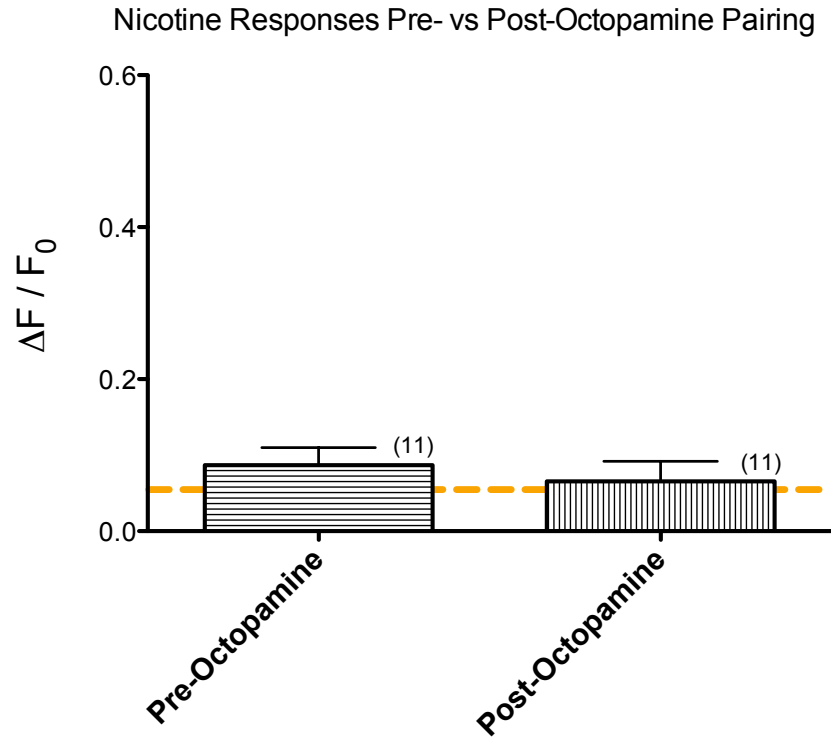 Nicotine Responses Pre- vs Post-Octopamine Pairing
0.6
0.4
0.2
0.0
ΔF / F₀
(11)
(11)
Pre-Octopamine
Post-Octopamine